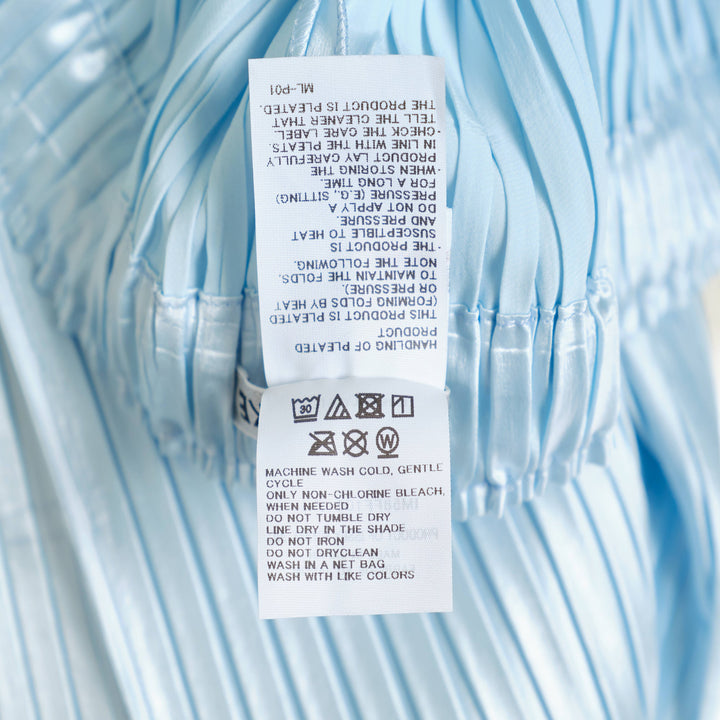 HANDLING OF PLEATED
PRODUCT
THIS PRODUCT IS PLEATED
(FORMING FOLDS BY HEAT
OR PRESSURE).
TO MAINTAIN THE FOLDS,
NOTE THE FOLLOWING.
・THE PRODUCT IS
SUSCEPTIBLE TO HEAT
AND PRESSURE.
DO NOT APPLY A
PRESSURE (E.G., SITTING)
FOR A LONG TIME.
・WHEN STORING THE
PRODUCT LAY CAREFULLY
IN LINE WITH THE PLEATS.
・CHECK THE CARE LABEL.
TELL THE CLEANER THAT
THE PRODUCT IS PLEATED.
ML-P01
30
W
MACHINE WASH COLD, GENTLE
CYCLE
ONLY NON-CHLORINE BLEACH,
WHEN NEEDED
DO NOT TUMBLE DRY
LINE DRY IN THE SHADE
DO NOT IRON
DO NOT DRYCLEAN
WASH IN A NET BAG
WASH WITH LIKE COLORS